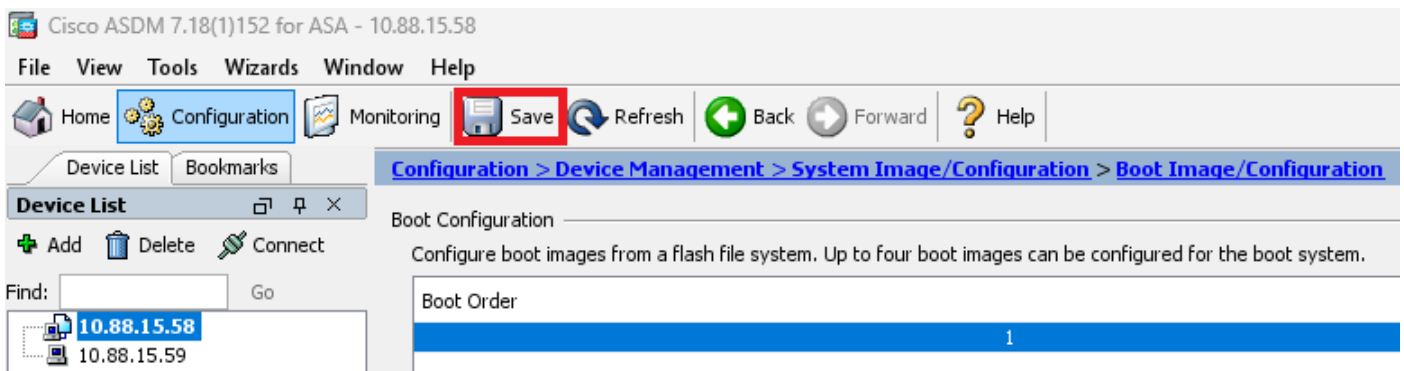 Cisco ASDM 7.18(1)152 for ASA - 10.88.15.58
File View Tools Wizards Window Help
Home Configuration Monitoring Save Refresh Back Forward Help
Device List Bookmarks
Configuration > Device Management > System Image/Configuration > Boot Image/Configuration
Device List
Boot Configuration
Add Delete Connect
Configure boot images from a flash file system. Up to four boot images can be configured for the boot system.
Find: Go
Boot Order
10.88.15.58
1
10.88.15.59